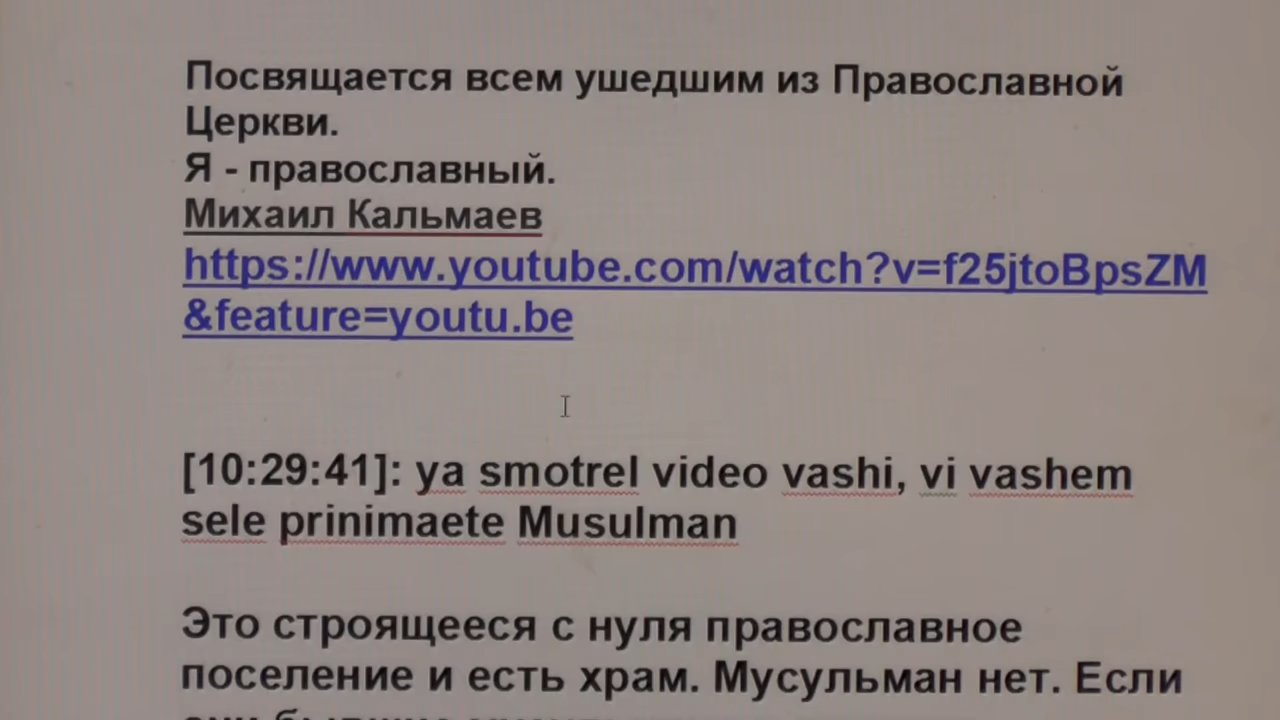 Посвящается всем ушедшим из Православной
Церкви.
Я - православный.
Михаил Кальмаев
https://www.youtube.com/watch?v=f25jtoBpsZM
&feature=youtu.be
[10:29:41]: ya smotrel video vashi, vi vashem
sele prinimaete Musulman
Это строящееся с нуля православное
поселение и есть храм. Мусульман нет. Если